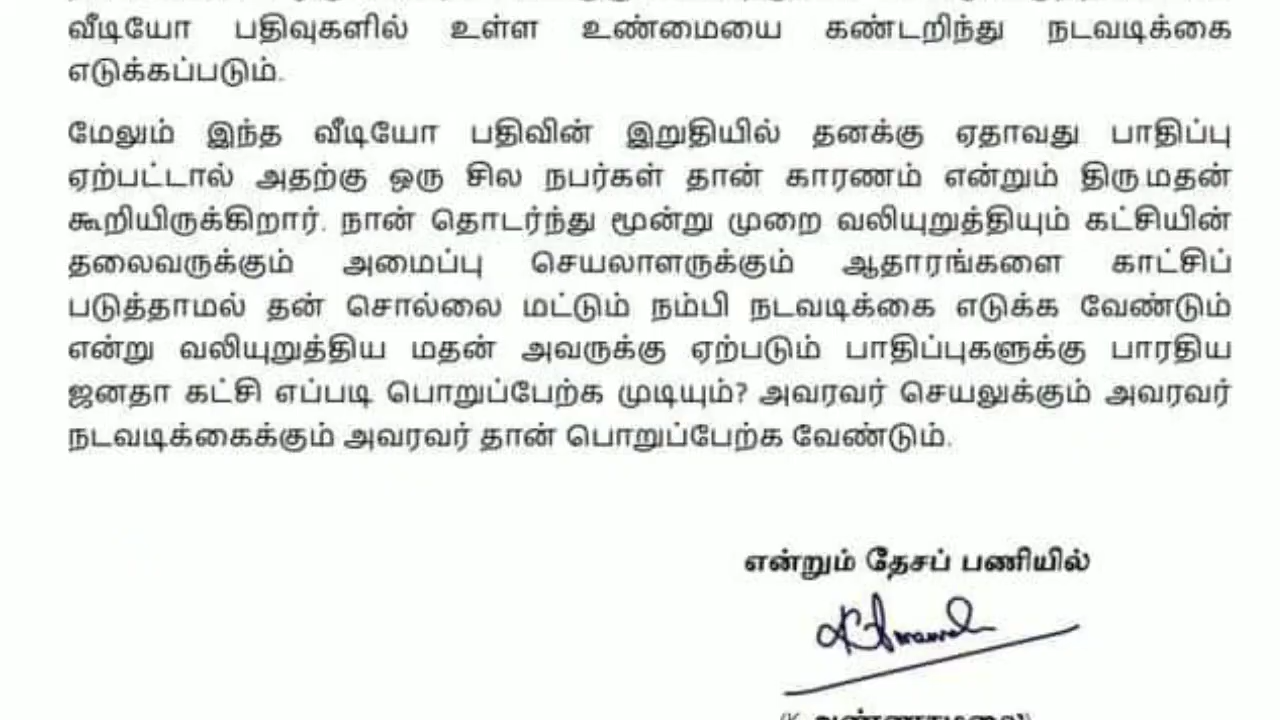 வீடியோ பதிவுகளில் உள்ள உண்மையை கண்டறிந்து நடவடிக்கை
எடுக்கப்படும்.
மேலும் இந்த வீடியோ பதிவின் இறுதியில் தனக்கு ஏதாவது பாதிப்பு
ஏற்பட்டால் அதற்கு ஒரு சில நபர்கள் தான் காரணம் என்றும் திருமதன்
கூறியிருக்கிறார். நான் தொடர்ந்து மூன்று முறை வலியுறுத்தியும் கட்சியின்
தலைவருக்கும் அமைப்பு செயலாளருக்கும் ஆதாரங்களை காட்சிப்
படுத்தாமல் தன் சொல்லை மட்டும் நம்பி நடவடிக்கை எடுக்க வேண்டும்
என்று வலியுறுத்திய மதன் அவருக்கு ஏற்படும் பாதிப்புகளுக்கு பாரதிய
ஜனதா கட்சி எப்படி பொறுப்பேற்க முடியும்? அவரவர் செயலுக்கும் அவரவர்
நடவடிக்கைக்கும் அவரவர் தான் பொறுப்பேற்க வேண்டும்.
என்றும் தேசப் பணியில்